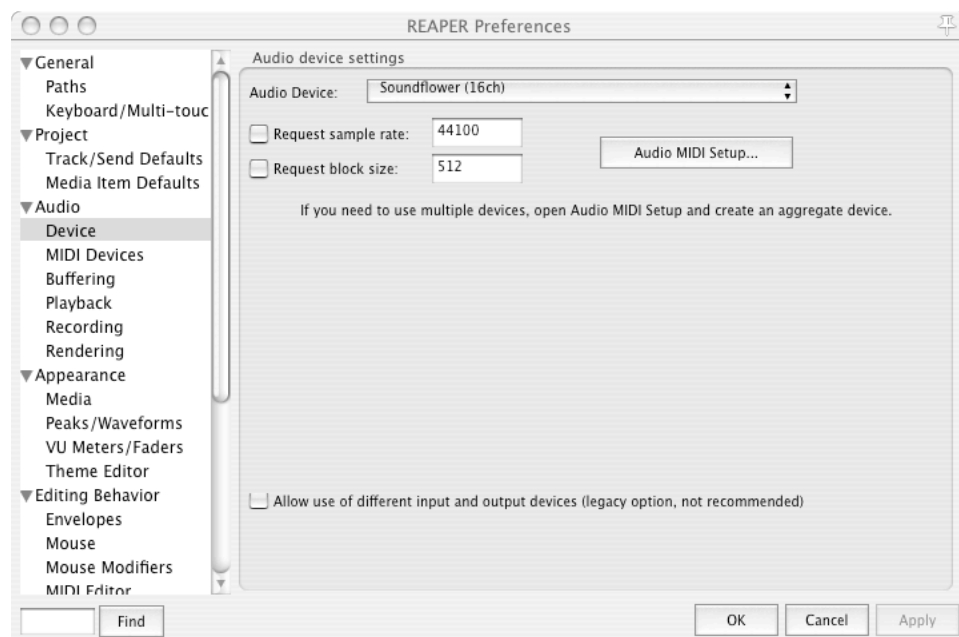 REAPER Preferences
General
Paths
Keyboard/Multi-touc
Project
Track/Send Defaults
Media Item Defaults
Audio
Device
MIDI Devices
Buffering
Playback
Recording
Rendering
Appearance
Media
Peaks/Waveforms
VU Meters/Faders
Theme Editor
Editing Behavior
Envelopes
Mouse
Mouse Modifiers
MIDI Editor
Find
Audio device settings
Audio Device: Soundflower (16ch)
Request sample rate: 44100
Request block size: 512
Audio MIDI Setup...
If you need to use multiple devices, open Audio MIDI Setup and create an aggregate device.
Allow use of different input and output devices (legacy option, not recommended)
OK Cancel Apply